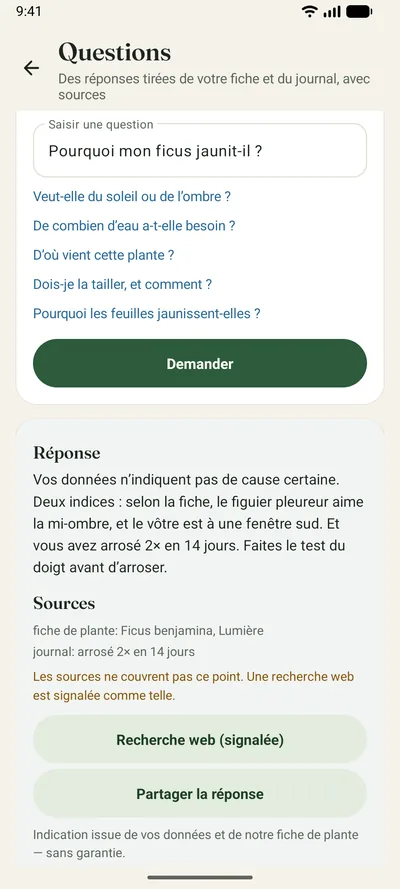 9:41
Questions
Des réponses tirées de votre fiche et du journal, avec
sources
Saisir une question
Pourquoi mon ficus jaunit-il ?
Veut-elle du soleil ou de l’ombre ?
De combien d’eau a-t-elle besoin ?
D’où vient cette plante ?
Dois-je la tailler, et comment ?
Pourquoi les feuilles jaunissent-elles ?
Demander
Réponse
Vos données n’indiquent pas de cause certaine.
Deux indices : selon la fiche, le figuier pleureur aime
la mi-ombre, et le vôtre est à une fenêtre sud. Et
vous avez arrosé 2× en 14 jours. Faites le test du
doigt avant d’arroser.
Sources
fiche de plante: Ficus benjamina, Lumière
journal: arrosé 2× en 14 jours
Les sources ne couvrent pas ce point. Une recherche web
est signalée comme telle.
Recherche web (signalée)
Partager la réponse
Indication issue de vos données et de notre fiche de plante
— sans garantie.